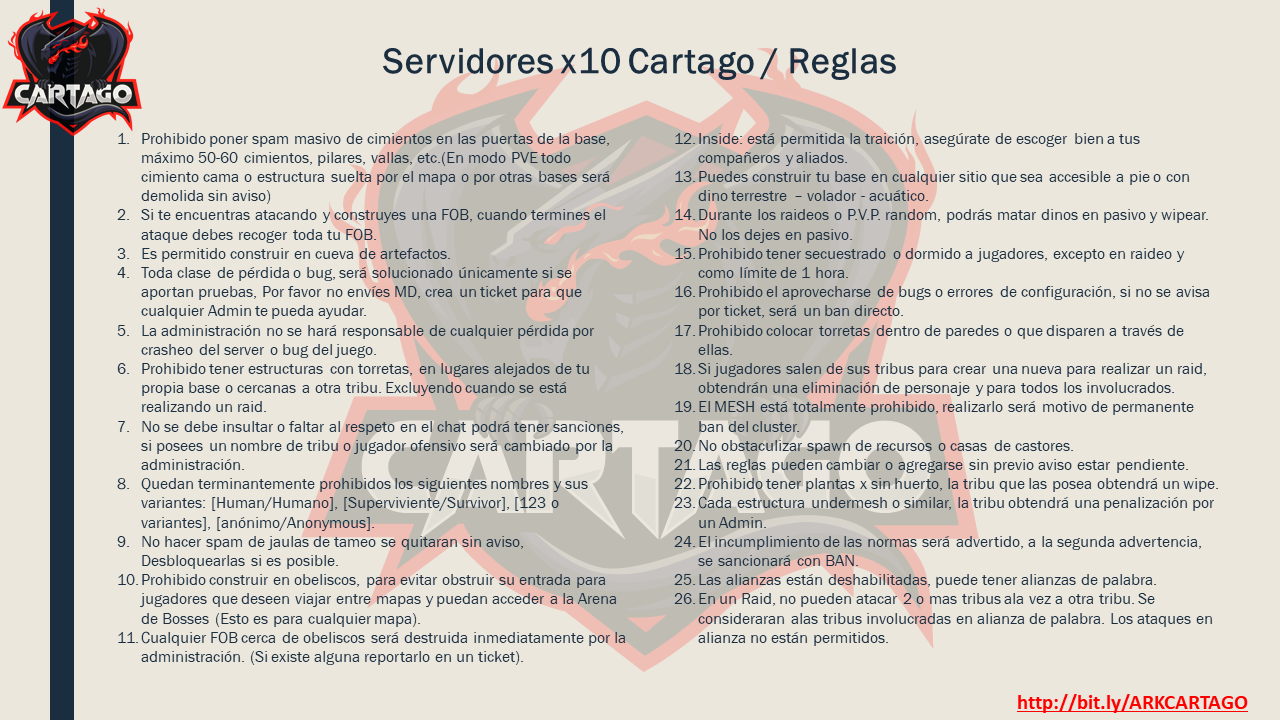 CARTAGO
Servidores x10 Cartago / Reglas
1. Prohibido poner spam masivo de cimientos en las puertas de la base,
máximo 50-60 cimientos, pilares, vallas, etc.(En modo PVE todo
cimiento cama o estructura suelta por el mapa o por otras bases será
demolida sin aviso)
2. Si te encuentras atacando y construyes una FOB, cuando termines el
ataque debes recoger toda tu FOB.
3. Es permitido construir en cueva de artefactos.
4. Toda clase de pérdida o bug, será solucionado únicamente si se
aportan pruebas, Por favor no envíes MD, crea un ticket para que
cualquier Admin te pueda ayudar.
5. La administración no se hará responsable de cualquier pérdida por
crasheo del server o bug del juego.
6. Prohibido tener estructuras con torretas, en lugares alejados de tu
propia base o cercanas a otra tribu. Excluyendo cuando se está
realizando un raid.
7. No se debe insultar o faltar al respeto en el chat podrá tener sanciones,
si posees un nombre de tribu o jugador ofensivo será cambiado por la
administración.
8. Quedan terminantemente prohibidos los siguientes nombres y sus
variantes: [Human/Humano], [Superviviente/Survivor], [123 o
variantes], [anónimo/Anonymous].
9. No hacer spam de jaulas de tameo se quitaran sin aviso,
Desbloquearlas si es posible.
10. Prohibido construir en obeliscos, para evitar obstruir su entrada para
jugadores que deseen viajar entre mapas y puedan acceder a la Arena
de Bosses (Esto es para cualquier mapa).
11. Cualquier FOB cerca de obeliscos será destruida inmediatamente por la
administración. (Si existe alguna reportarlo en un ticket).
12. Inside: está permitida la traición, asegúrate de escoger bien a tus
compañeros y aliados.
13. Puedes construir tu base en cualquier sitio que sea accesible a pie o con
dino terrestre – volador - acuático.
14. Durante los raideos o P.V.P. random, podrás matar dinos en pasivo y wipear.
No los dejes en pasivo.
15. Prohibido tener secuestrado o dormido a jugadores, excepto en raideo y
como límite de 1 hora.
16. Prohibido el aprovecharse de bugs o errores de configuración, si no se avisa
por ticket, será un ban directo.
17. Prohibido colocar torretas dentro de paredes o que disparen a través de
ellas.
18. Si jugadores salen de sus tribus para crear una nueva para realizar un raid,
obtendrán una eliminación de personaje y para todos los involucrados.
19. El MESH está totalmente prohibido, realizarlo será motivo de permanente
ban del cluster.
20. No obstaculizar spawn de recursos o casas de castores.
21. Las reglas pueden cambiar o agregarse sin previo aviso estar pendiente.
22. Prohibido tener plantas x sin huerto, la tribu que las posea obtendrá un wipe.
23. Cada estructura undermesh o similar, la tribu obtendrá una penalización por
un Admin.
24. El incumplimiento de las normas será advertido, a la segunda advertencia,
se sancionará con BAN.
25. Las alianzas están deshabilitadas, puede tener alianzas de palabra.
26. En un Raid, no pueden atacar 2 o mas tribus ala vez a otra tribu. Se
consideraran alas tribus involucradas en alianza de palabra. Los ataques en
alianza no están permitidos.
CARTAGO
http://bit.ly/ARKCARTAGO